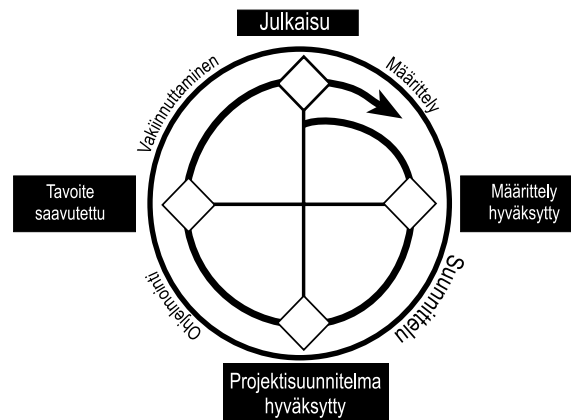 Julkaisu
Vakiinnuttaminen
Määrittely
Tavoite
saavutettu
Määrittely
hyväksytty
Ohjelmointi
Suunnittelu
Projektisuunnitelma
hyväksytty